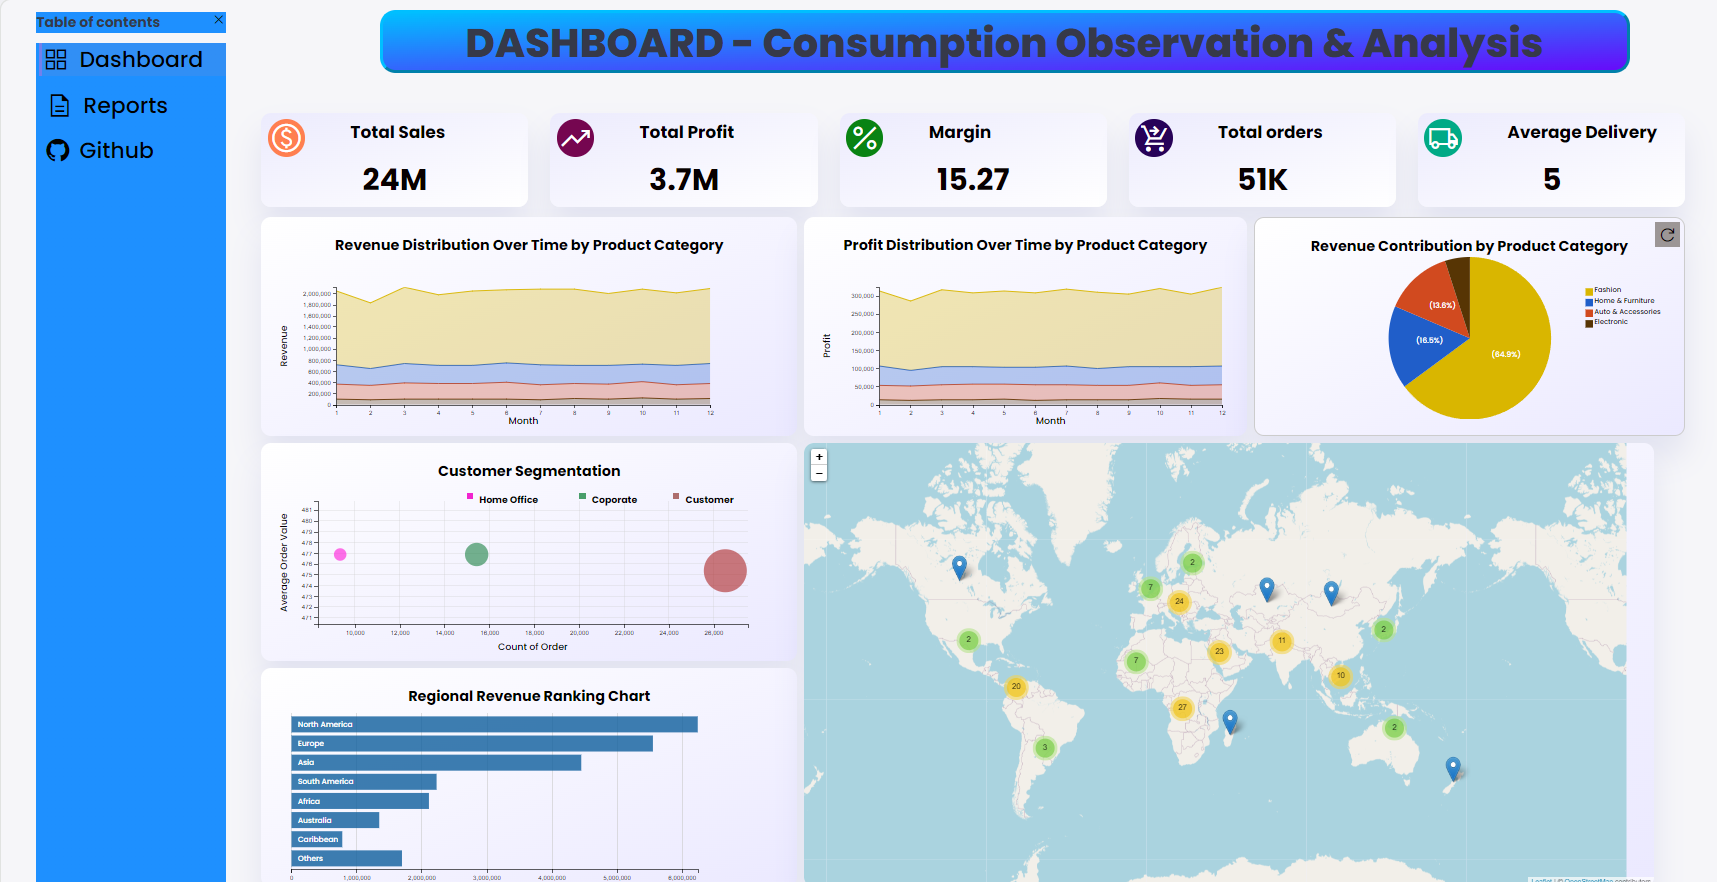 Table of contents
Dashboard
Reports
Github
DASHBOARD - Consumption Observation & Analysis
Total Sales
24M
Total Profit
3.7M
Margin
15.27
Total orders
51K
Average Delivery
5
Revenue Distribution Over Time by Product Category
Revenue
2,000,000
1,800,000
1,600,000
1,400,000
1,200,000
1,000,000
800,000
600,000
400,000
200,000
0
1 2 3 4 5 6 7 8 9 10 11 12
Month
Profit Distribution Over Time by Product Category
Profit
300,000
250,000
200,000
150,000
100,000
50,000
0
1 2 3 4 5 6 7 8 9 10 11 12
Month
Revenue Contribution by Product Category
(13.8%)
(16.5%)
(64.9%)
Fashion
Home & Furniture
Auto & Accessories
Electronic
Customer Segmentation
Home Office Coporate Customer
Average Order Value
481
480
479
478
477
476
475
474
473
472
471
10,000 12,000 14,000 16,000 18,000 20,000 22,000 24,000 26,000
Count of Order
Regional Revenue Ranking Chart
North America
Europe
Asia
South America
Africa
Australia
Caribbean
Others
0 1,000,000 2,000,000 3,000,000 4,000,000 5,000,000 6,000,000
+
−
2
7
24
2
2
7
23
11
10
20
27
2
3
Leaflet | © OpenStreetMap contributors